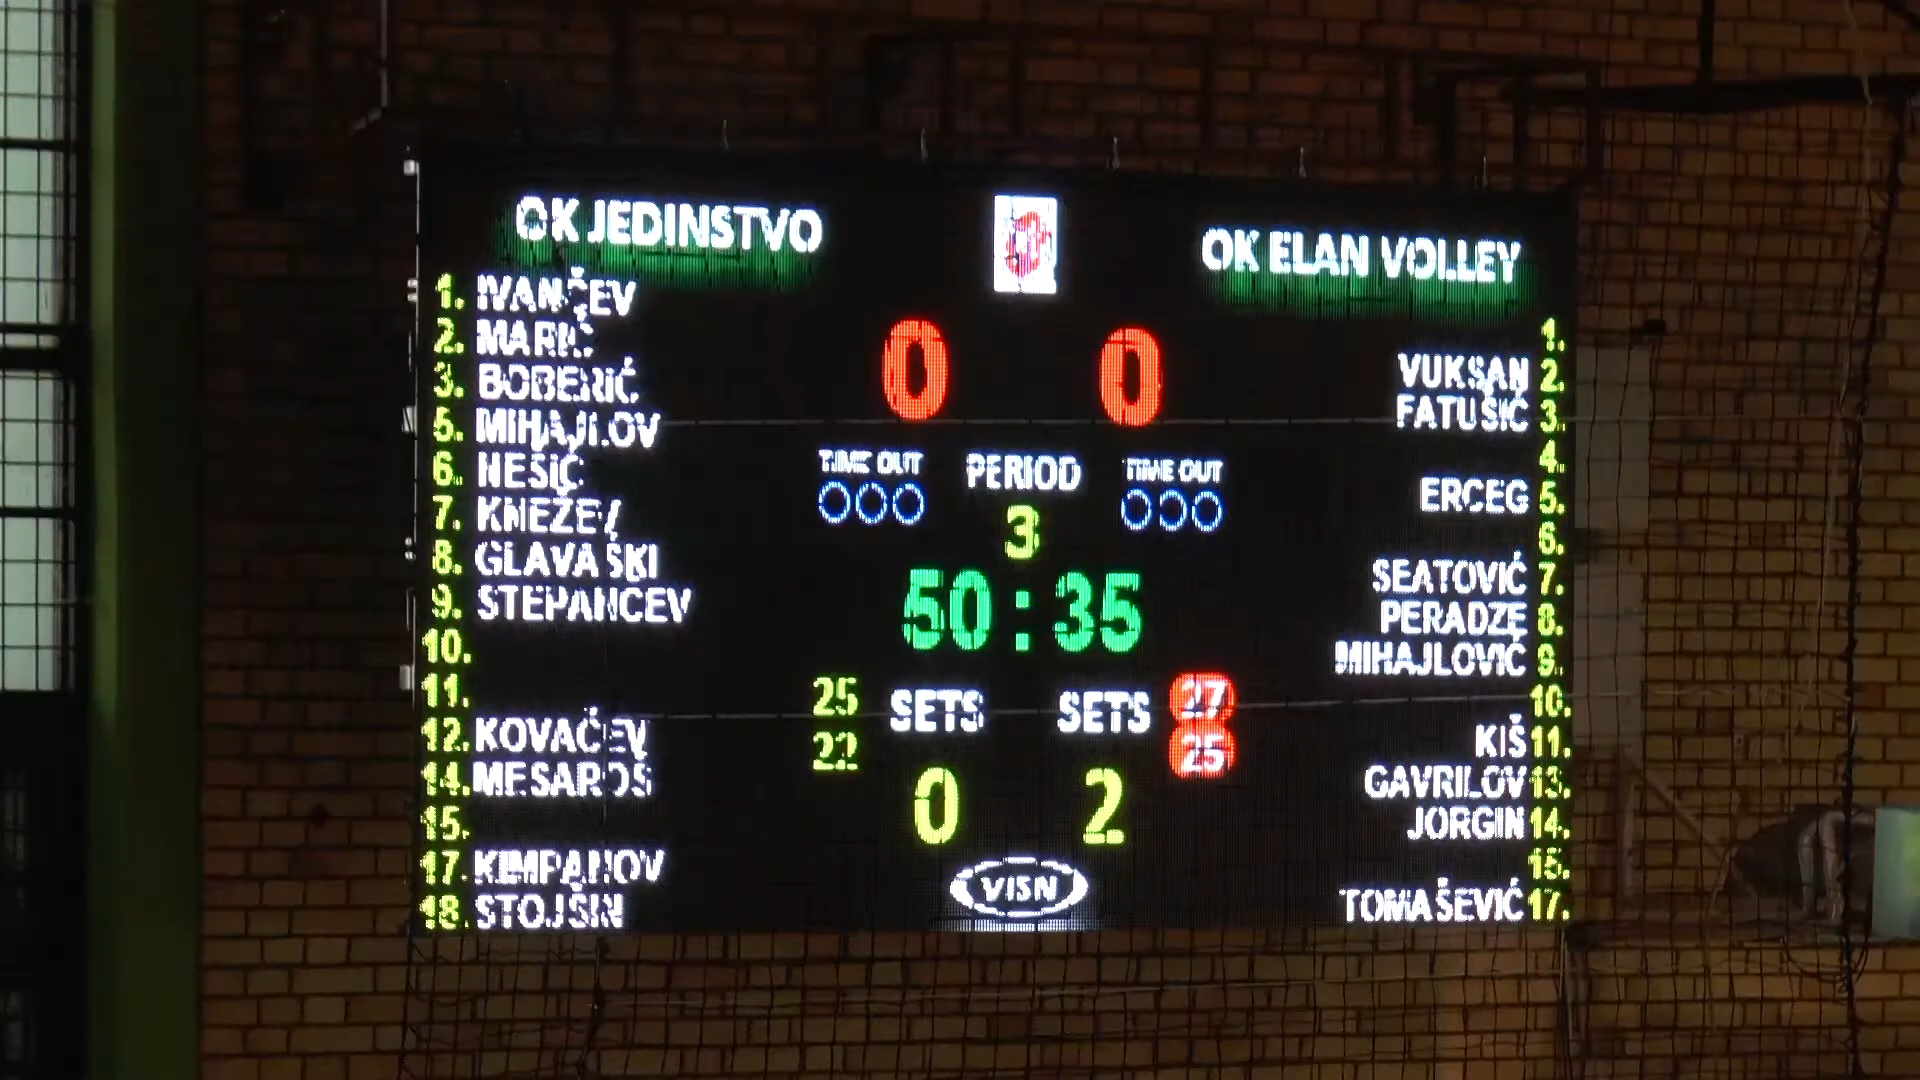 OK JEDINSTVO
1. IVANČEV
2. MARIĆ
3. BOBERIĆ
5. MIHAJLOV
6. NEŠIĆ
7. KNEŽEV
8. GLAVAŠKI
9. STEPANČEV
10.
11.
12. KOVAČEV
14. MESAROŠ
15.
17. KIMPANOV
18. STOJŠIN
0 0
TIME OUT PERIOD TIME OUT
3
50:35
25 SETS SETS 27
22 25
0 2
VISN
OK ELAN VOLLEY
1.
VUKSAN 2.
FATUŠIĆ 3.
4.
ERCEG 5.
6.
SEATOVIĆ 7.
PERADZE 8.
MIHAJLOVIĆ 9.
10.
KIŠ 11.
GAVRILOV 13.
JORGIN 14.
15.
TOMAŠEVIĆ 17.